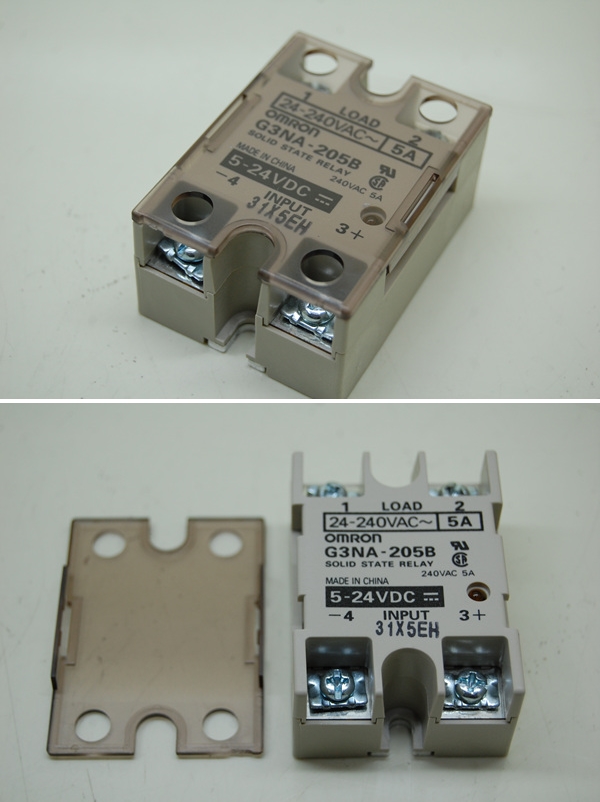 1 LOAD 2
24-240VAC~ 5A
OMRON
G3NA-205B
SOLID STATE RELAY
240VAC 5A
MADE IN CHINA
5-24VDC
-4 INPUT 3+
31X5EH
1 LOAD 2
24-240VAC~ 5A
OMRON
G3NA-205B
SOLID STATE RELAY
240VAC 5A
MADE IN CHINA
5-24VDC
-4 INPUT 3+
31X5EH